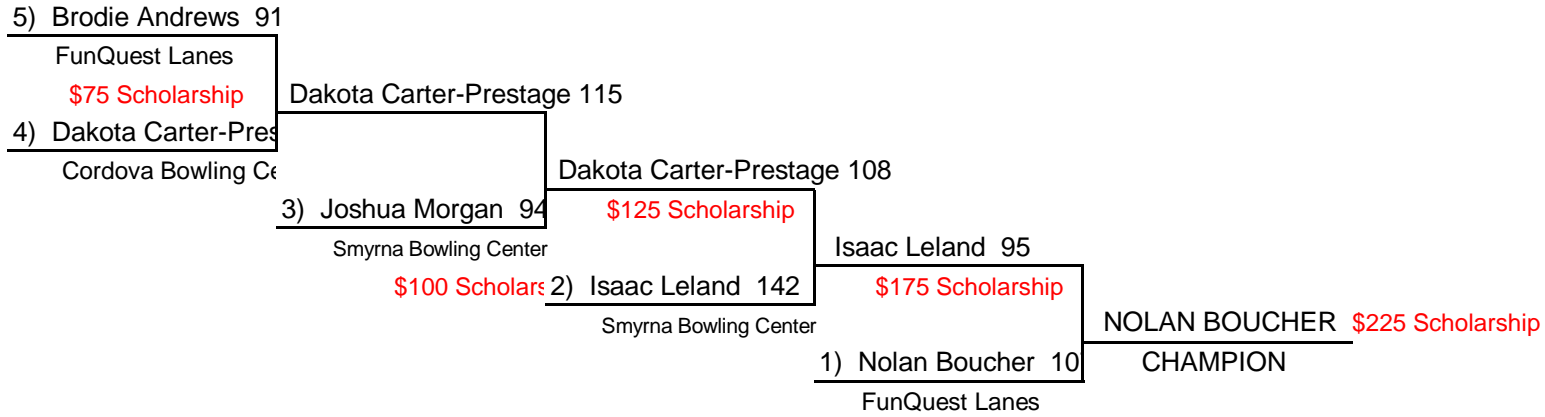 5) Brodie Andrews 91
FunQuest Lanes
$75 Scholarship
Dakota Carter-Prestage 115
4) Dakota Carter-Pres
Cordova Bowling Ce
Dakota Carter-Prestage 108
3) Joshua Morgan 94
$125 Scholarship
Smyrna Bowling Center
Isaac Leland 95
$100 Scholars
2) Isaac Leland 142
$175 Scholarship
Smyrna Bowling Center
NOLAN BOUCHER $225 Scholarship
1) Nolan Boucher 10
CHAMPION
FunQuest Lanes